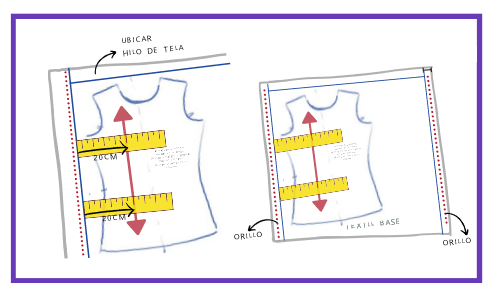 UBICAR
HILO DE TELA
20CM
20CM
ORILLO
TEXTIL BASE
ORILLO